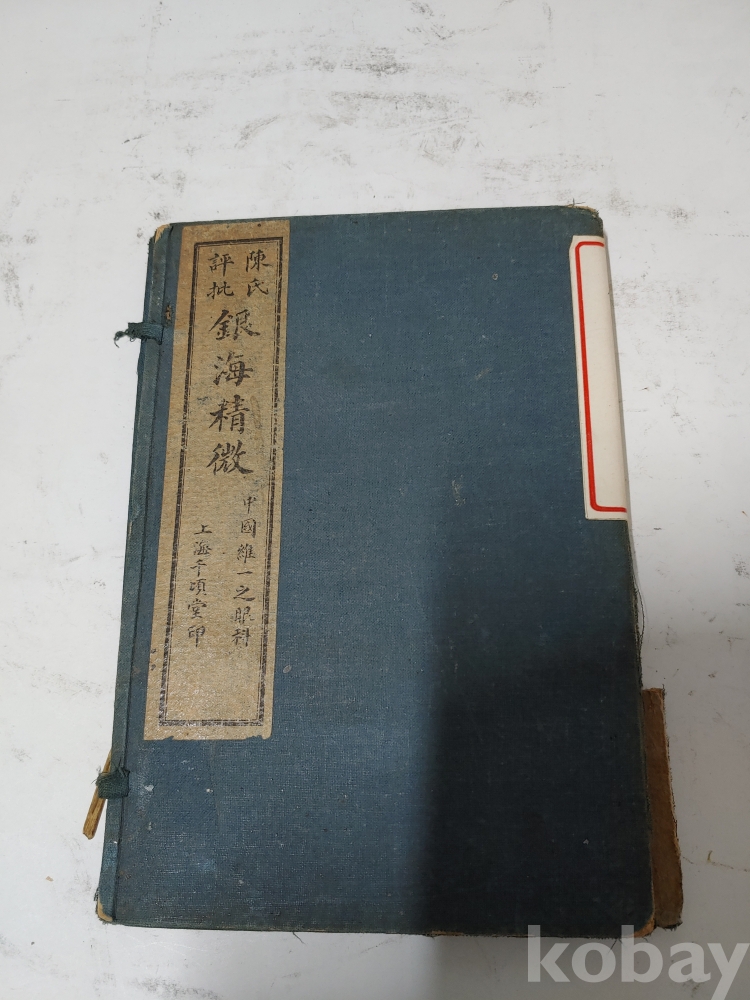 陳氏
評批
銀海精微
中國維一之眼科
上海千頃堂印
kobay